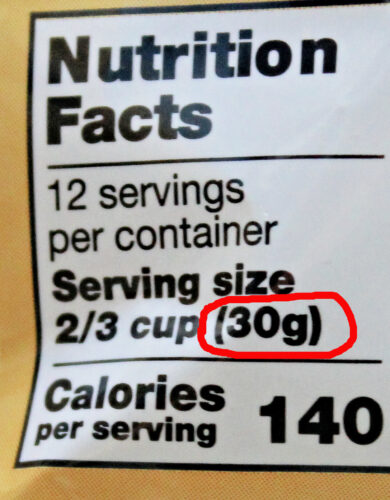 Nutrition
Facts
12 servings
per container
Serving size
2/3 cup (30g)
Calories
per serving 140